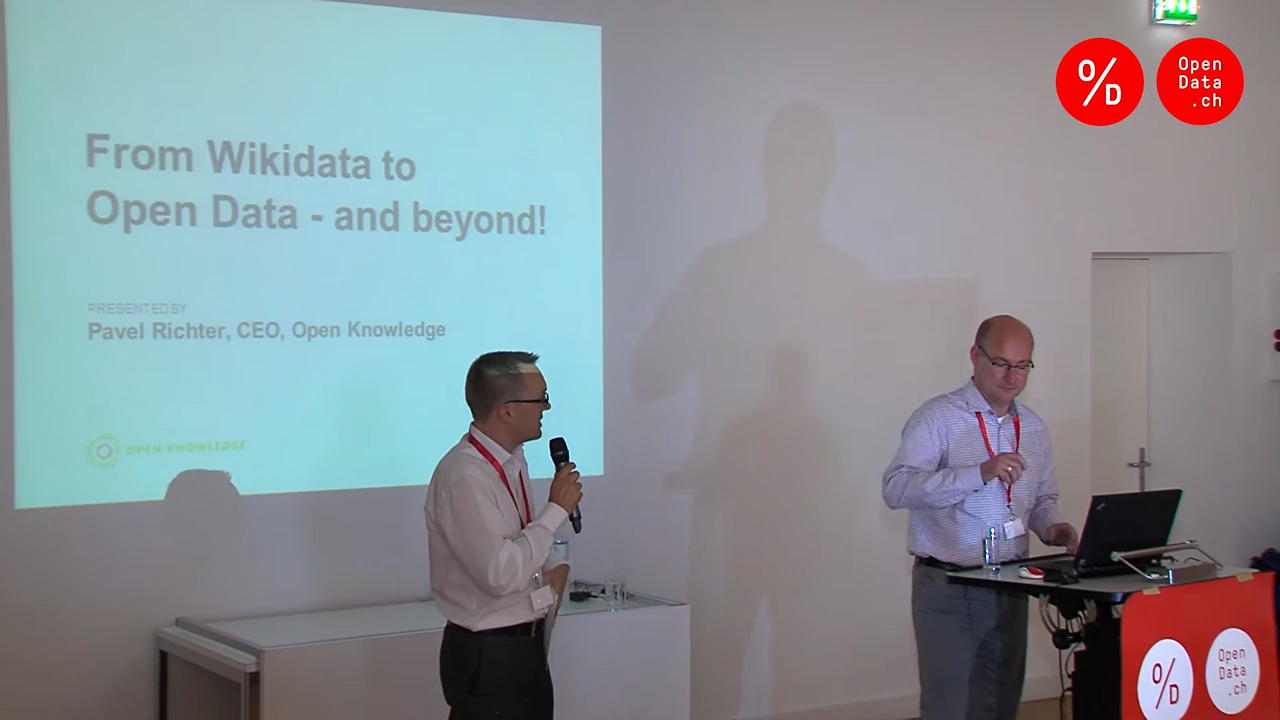 From Wikidata to
Open Data - and beyond!
PRESENTED BY
Pavel Richter, CEO, Open Knowledge
OPEN KNOWLEDGE
%D
Open
Data
.ch
%D
Open
Data
.ch